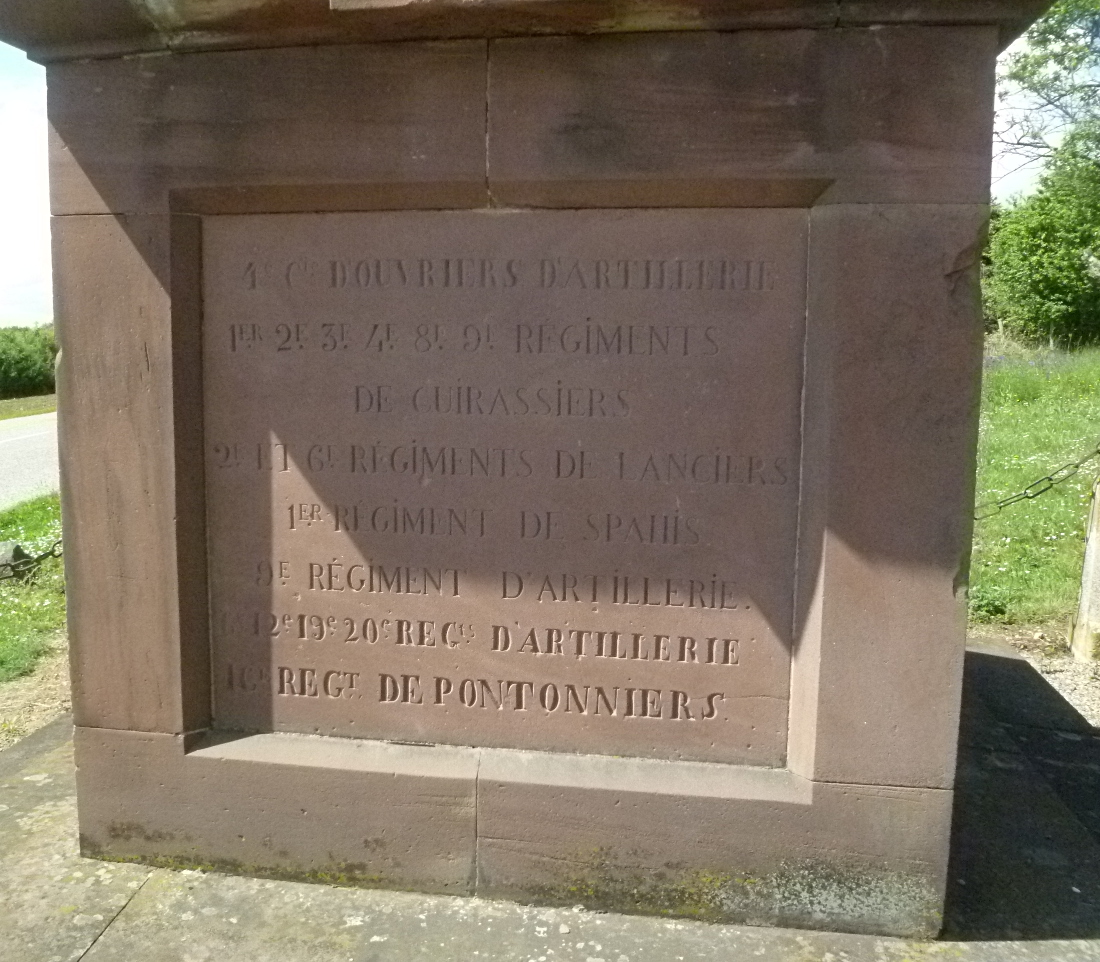 4E Cie D'OUVRIERS D'ARTILLERIE
1ER 2E 3E 4E 8E 9E RÉGIMENTS
DE CUIRASSIERS
2E ET 6E RÉGIMENTS DE LANCIERS
1ER RÉGIMENT DE SPAHIS
9E RÉGIMENT D'ARTILLERIE.
12e 19e 20e REGts D'ARTILLERIE
REGT DE PONTONNIERS.